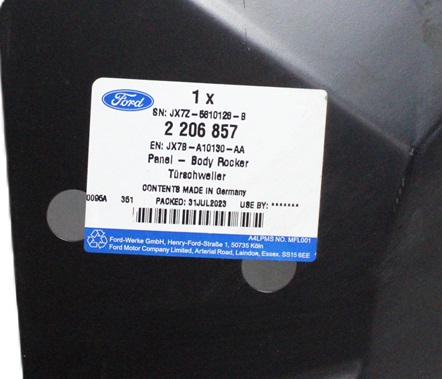 Ford
1 x
SN: JX7Z-5810128-B
2 206 857
EN: JX7B-A10130-AA
Panel - Body Rocker
Türschweller
CONTENTS MADE IN Germany
0095A 351 PACKED: 31JUL2023 USE BY: *******
A4LPMS NO. MFL001
Ford-Werke GmbH, Henry-Ford-Straße 1, 50735 Köln
Ford Motor Company Limited, Arterial Road, Laindon, Essex, SS15 6EE